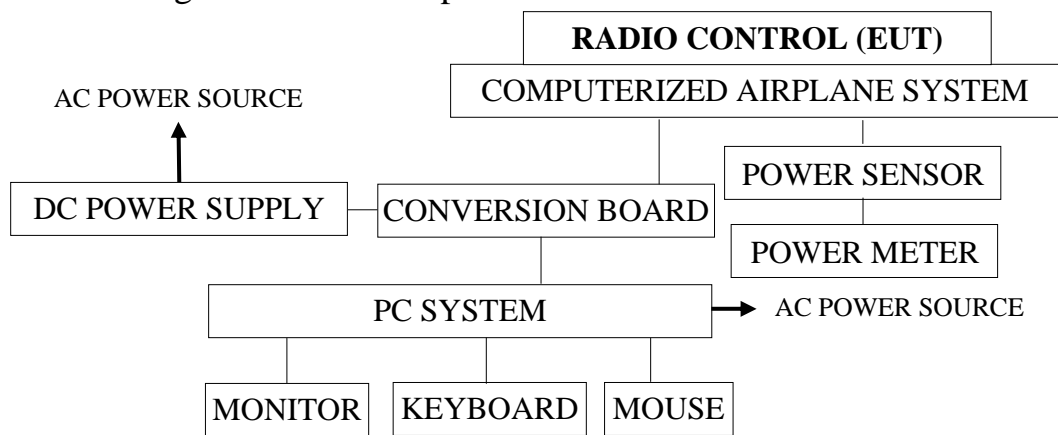 RADIO CONTROL (EUT)
COMPUTERIZED AIRPLANE SYSTEM
AC POWER SOURCE
POWER SENSOR
DC POWER SUPPLY
CONVERSION BOARD
POWER METER
PC SYSTEM
AC POWER SOURCE
MONITOR
KEYBOARD
MOUSE